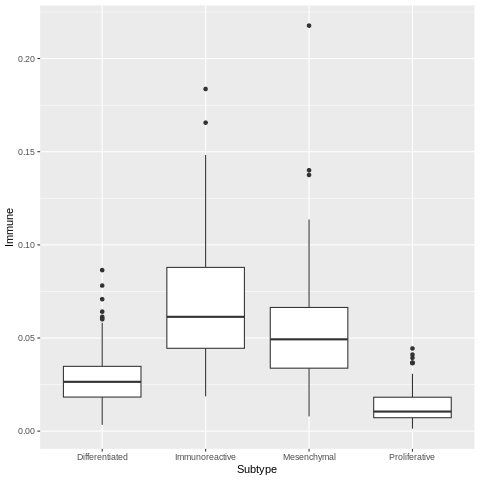 0.20
0.15
0.10
0.05
0.00
Immune
Differentiated Immunoreactive Mesenchymal Proliferative
Subtype